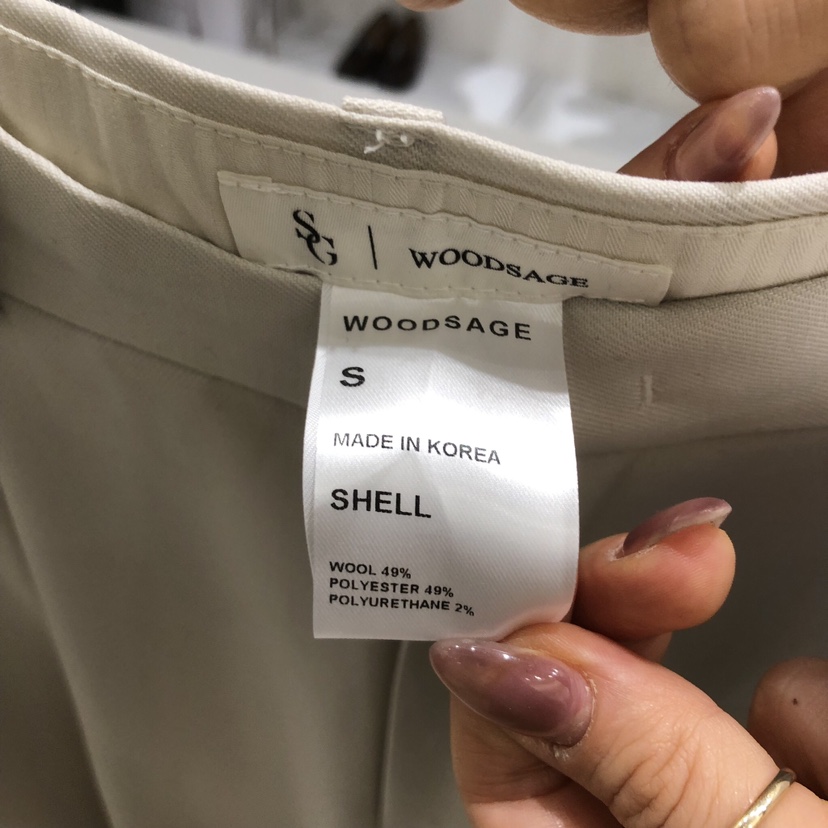 SG | WOODSAGE
WOODSAGE
S
MADE IN KOREA
SHELL
WOOL 49%
POLYESTER 49%
POLYURETHANE 2%